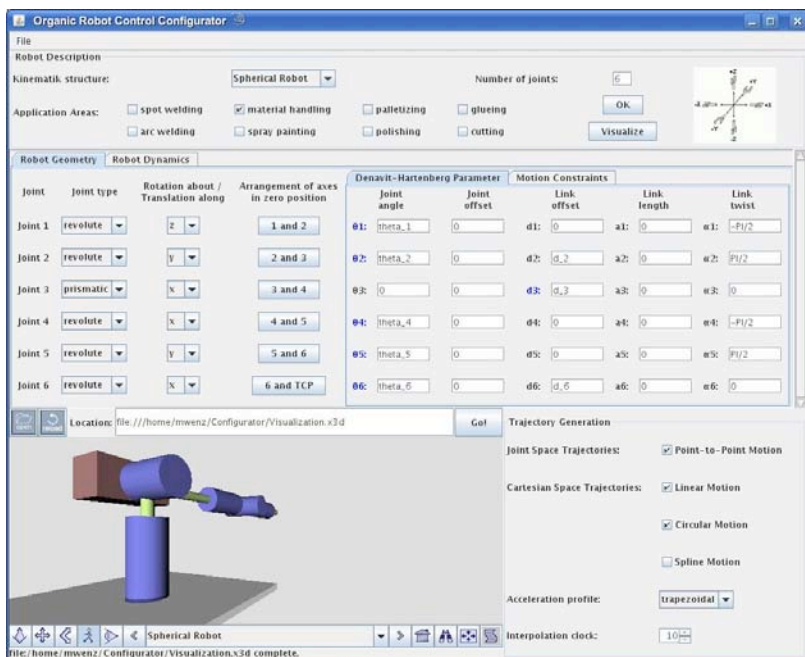 Organic Robot Control Configurator
File
Robot Description
Kinematik structure: Spherical Robot Number of joints: 6
Application Areas: spot welding material handling palletizing glueing OK
arc welding spray painting polishing cutting Visualize
Robot Geometry Robot Dynamics
Denavit-Hartenberg Parameter Motion Constraints
Joint Joint type Rotation about / Translation along Arrangement of axes in zero position Joint angle Joint offset Link offset Link length Link twist
Joint 1 revolute z 1 and 2 θ1: theta_1 0 d1: 0 a1: 0 α1: -PI/2
Joint 2 revolute y 2 and 3 θ2: theta_2 0 d2: d_2 a2: 0 α2: PI/2
Joint 3 prismatic x 3 and 4 θ3: 0 0 d3: d_3 a3: 0 α3: 0
Joint 4 revolute x 4 and 5 θ4: theta_4 0 d4: 0 a4: 0 α4: -PI/2
Joint 5 revolute y 5 and 6 θ5: theta_5 0 d5: 0 a5: 0 α5: PI/2
Joint 6 revolute x 6 and TCP θ6: theta_6 0 d6: d_6 a6: 0 α6: 0
Location: file:///home/mwenz/Configurator/Visualization.x3d Go!
Trajectory Generation
Joint Space Trajectories: Point-to-Point Motion
Cartesian Space Trajectories: Linear Motion
Circular Motion
Spline Motion
Acceleration profile: trapezoidal
Spherical Robot
Interpolation clock: 10
file:/home/mwenz/Configurator/Visualization.x3d complete.